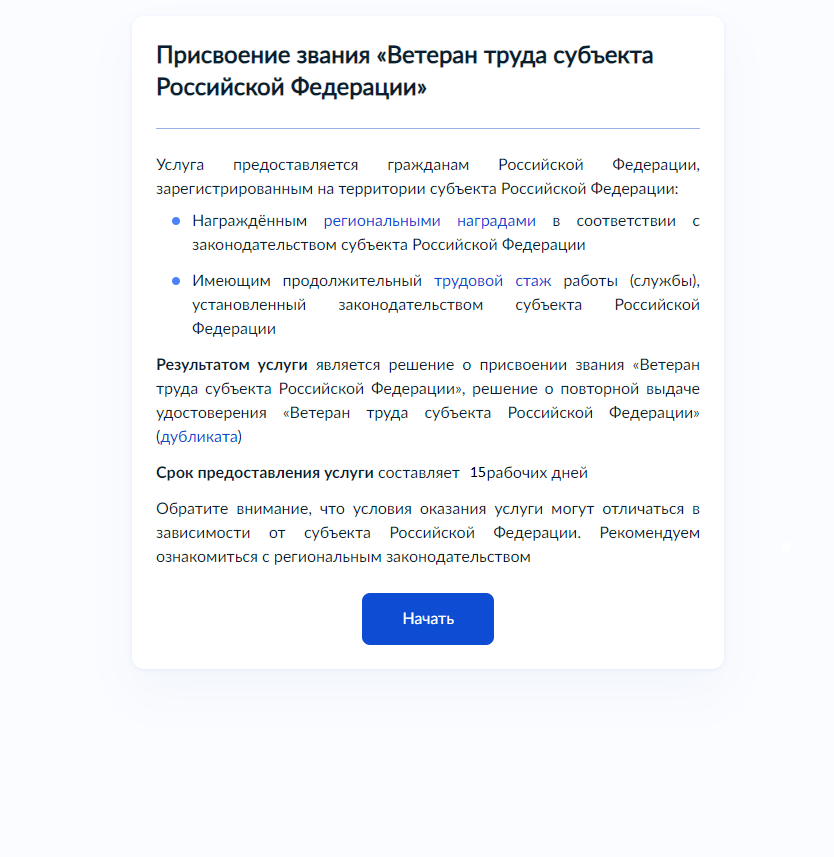 Присвоение звания «Ветеран труда субъекта
Российской Федерации»
Услуга предоставляется гражданам Российской Федерации,
зарегистрированным на территории субъекта Российской Федерации:
Награждённым региональными наградами в соответствии с
законодательством субъекта Российской Федерации
Имеющим продолжительный трудовой стаж работы (службы),
установленный законодательством субъекта Российской
Федерации
Результатом услуги является решение о присвоении звания «Ветеран
труда субъекта Российской Федерации», решение о повторной выдаче
удостоверения «Ветеран труда субъекта Российской Федерации»
(дубликата)
Срок предоставления услуги составляет 15рабочих дней
Обратите внимание, что условия оказания услуги могут отличаться в
зависимости от субъекта Российской Федерации. Рекомендуем
ознакомиться с региональным законодательством
Начать